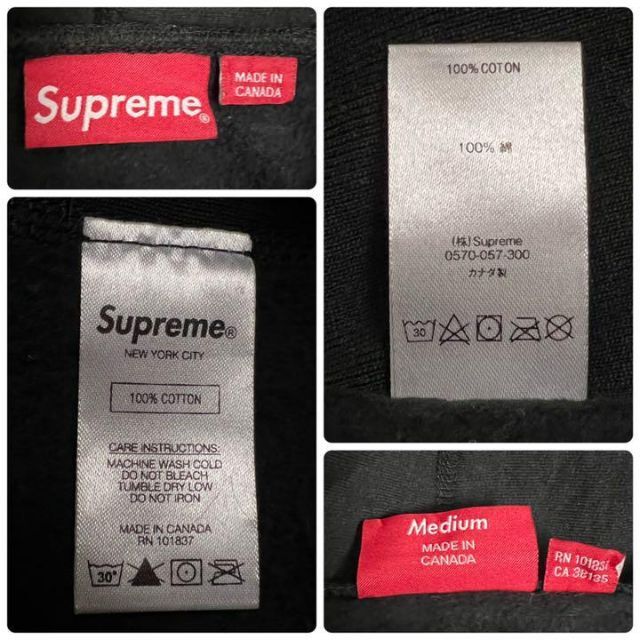 Supreme®
MADE IN
CANADA
100% COTON
100% 綿
(株) Supreme
0570-057-300
カナダ製
30
Supreme®
NEW YORK CITY
100% COTTON
CARE INSTRUCTIONS:
MACHINE WASH COLD
DO NOT BLEACH
TUMBLE DRY LOW
DO NOT IRON
MADE IN CANADA
RN 101837
30°
Medium
MADE IN
CANADA
RN
CA 38135